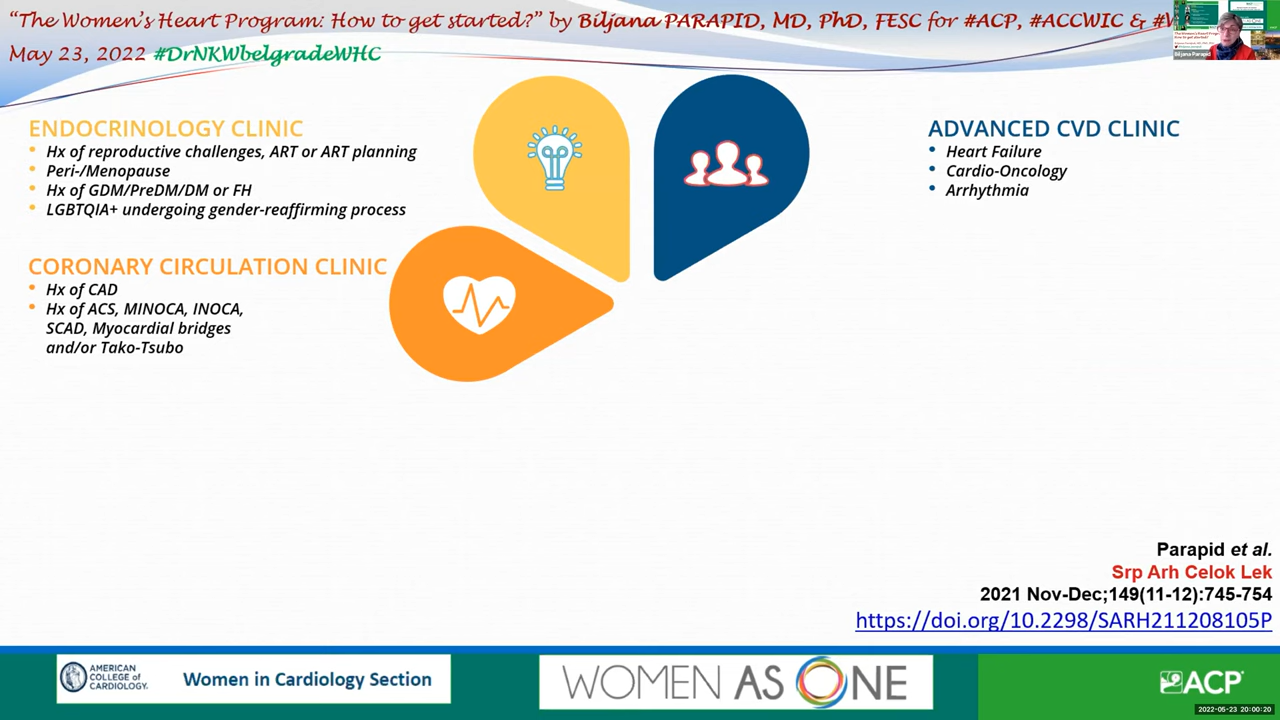 “The Women’s Heart Program: How to get started?” by Biljana PARAPID, MD, PhD, FESC for #ACP, #ACCWIC &
May 23, 2022 #DrNKWbelgradeWHC
Biljana Parapid
ENDOCRINOLOGY CLINIC
• Hx of reproductive challenges, ART or ART planning
• Peri-/Menopause
• Hx of GDM/PreDM/DM or FH
• LGBTQIA+ undergoing gender-reaffirming process
CORONARY CIRCULATION CLINIC
• Hx of CAD
• Hx of ACS, MINOCA, INOCA,
SCAD, Myocardial bridges
and/or Tako-Tsubo
ADVANCED CVD CLINIC
• Heart Failure
• Cardio-Oncology
• Arrhythmia
Parapid et al.
Srp Arh Celok Lek
2021 Nov-Dec;149(11-12):745-754
https://doi.org/10.2298/SARH211208105P
AMERICAN
COLLEGE of
CARDIOLOGY
Women in Cardiology Section
WOMEN AS ONE
ACP
2022-05-23 20:00:20